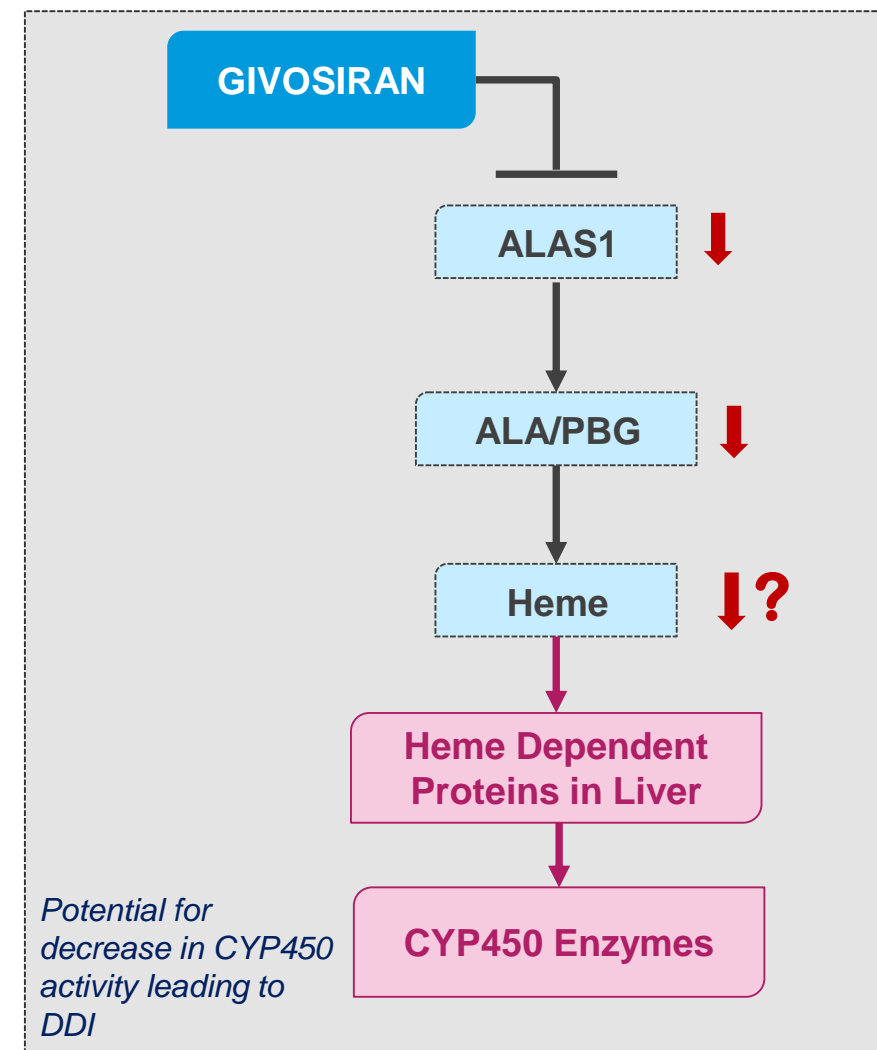 GIVOSIRAN
ALAS1
ALA/PBG
Heme
?
Heme Dependent
Proteins in Liver
CYP450 Enzymes
Potential for
decrease in CYP450
activity leading to
DDI